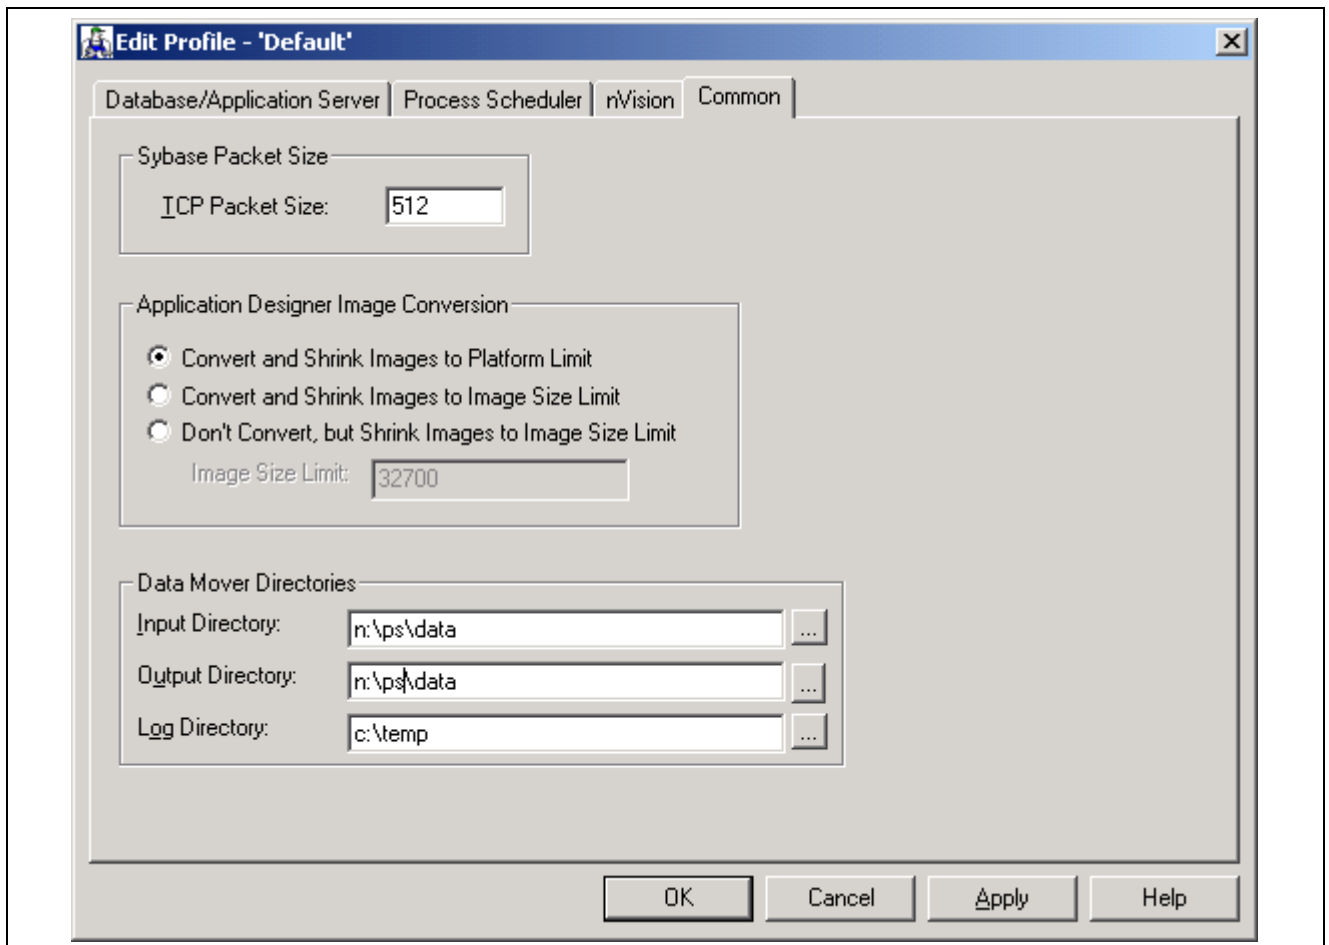 Edit Profile - 'Default'
Database/Application Server Process Scheduler nVision Common
Sybase Packet Size
TCP Packet Size: 512
Application Designer Image Conversion
Convert and Shrink Images to Platform Limit
Convert and Shrink Images to Image Size Limit
Don't Convert, but Shrink Images to Image Size Limit
Image Size Limit: 32700
Data Mover Directories
Input Directory: n:\ps\data ...
Output Directory: n:\ps\data ...
Log Directory: c:\temp ...
OK Cancel Apply Help